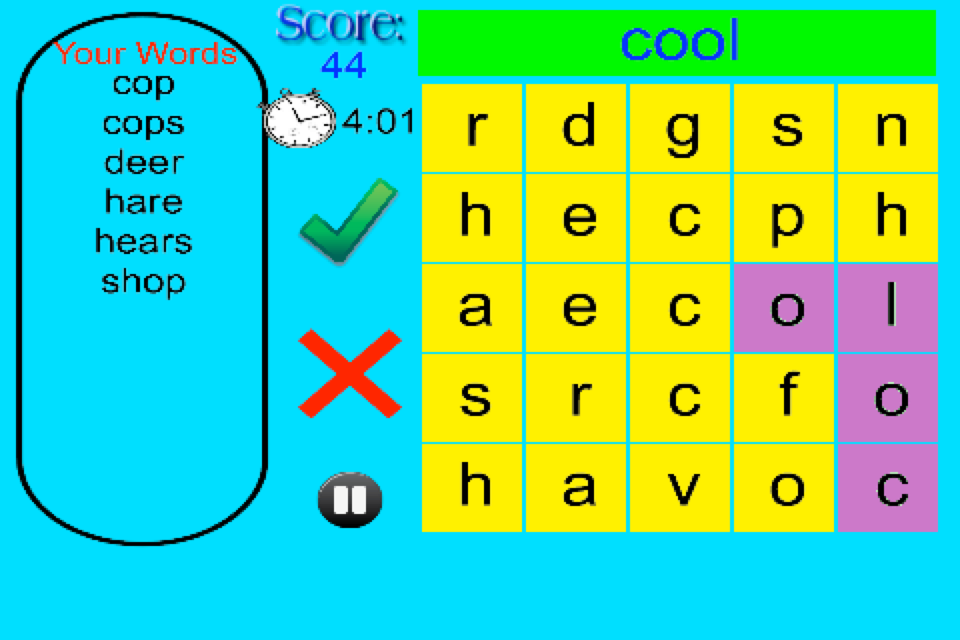 Your Words
cop
cops
deer
hare
hears
shop
Score:
44
4:01
cool
r d g s n
h e c p h
a e c o l
s r c f o
h a v o c